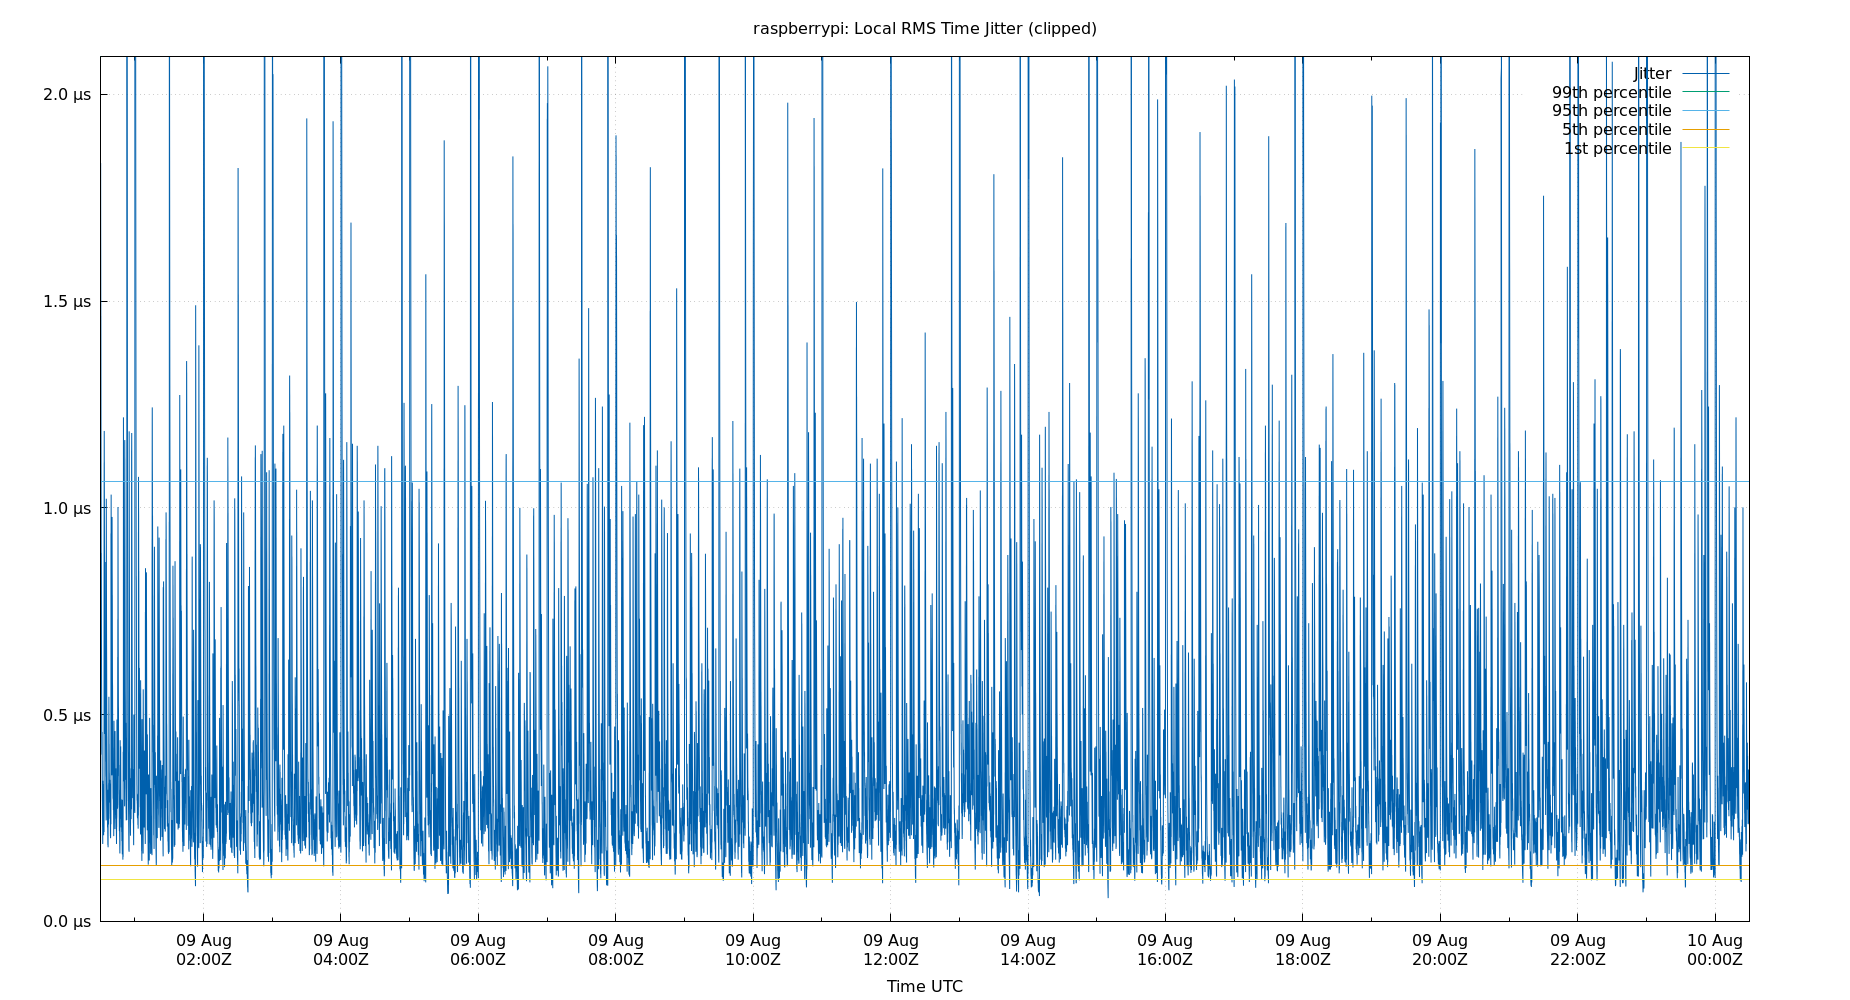 raspberrypi: Local RMS Time Jitter (clipped)
Jitter
99th percentile
95th percentile
5th percentile
1st percentile
2.0 µs
1.5 µs
1.0 µs
0.5 µs
0.0 µs
09 Aug 09 Aug 09 Aug 09 Aug 09 Aug 09 Aug 09 Aug 09 Aug 09 Aug 09 Aug 09 Aug 10 Aug
02:00Z 04:00Z 06:00Z 08:00Z 10:00Z 12:00Z 14:00Z 16:00Z 18:00Z 20:00Z 22:00Z 00:00Z
Time UTC